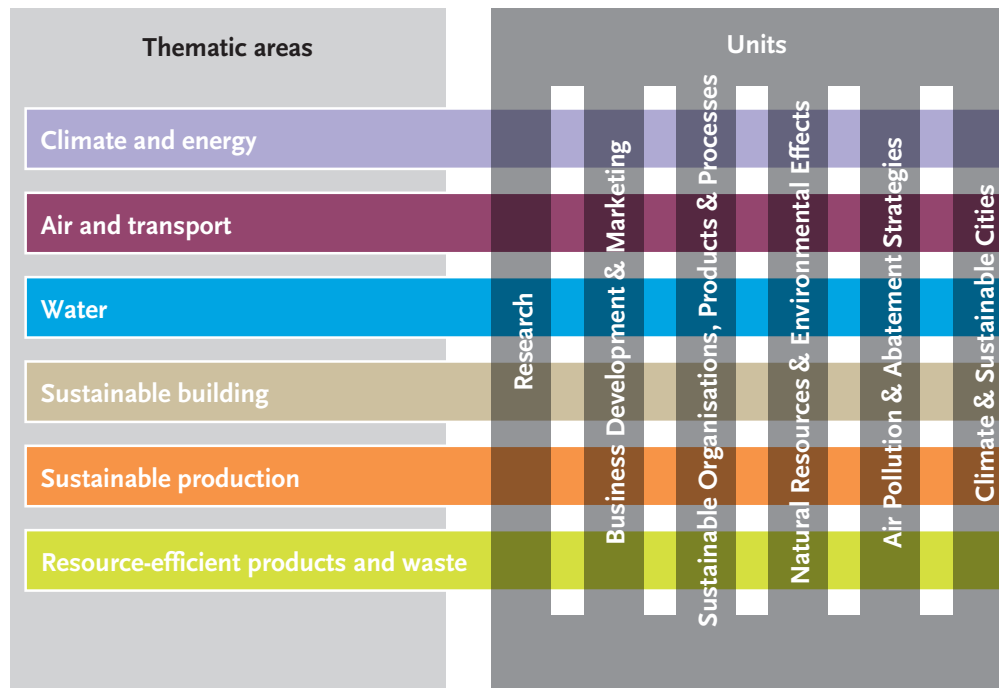 Thematic areas
Units
Climate and energy
Air and transport
Water
Sustainable building
Sustainable production
Resource-efficient products and waste
Research
Business Development & Marketing
Sustainable Organisations, Products & Processes
Natural Resources & Environmental Effects
Air Pollution & Abatement Strategies
Climate & Sustainable Cities